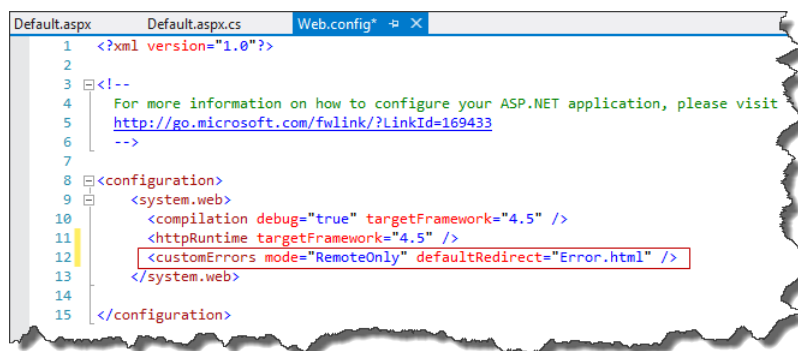 Default.aspx Default.aspx.cs Web.config*
1 <?xml version="1.0"?>
2
3 <!--
4 For more information on how to configure your ASP.NET application, please visit
5 http://go.microsoft.com/fwlink/?LinkId=169433
6 -->
7
8 <configuration>
9 <system.web>
10 <compilation debug="true" targetFramework="4.5" />
11 <httpRuntime targetFramework="4.5" />
12 <customErrors mode="RemoteOnly" defaultRedirect="Error.html" />
13 </system.web>
14
15 </configuration>